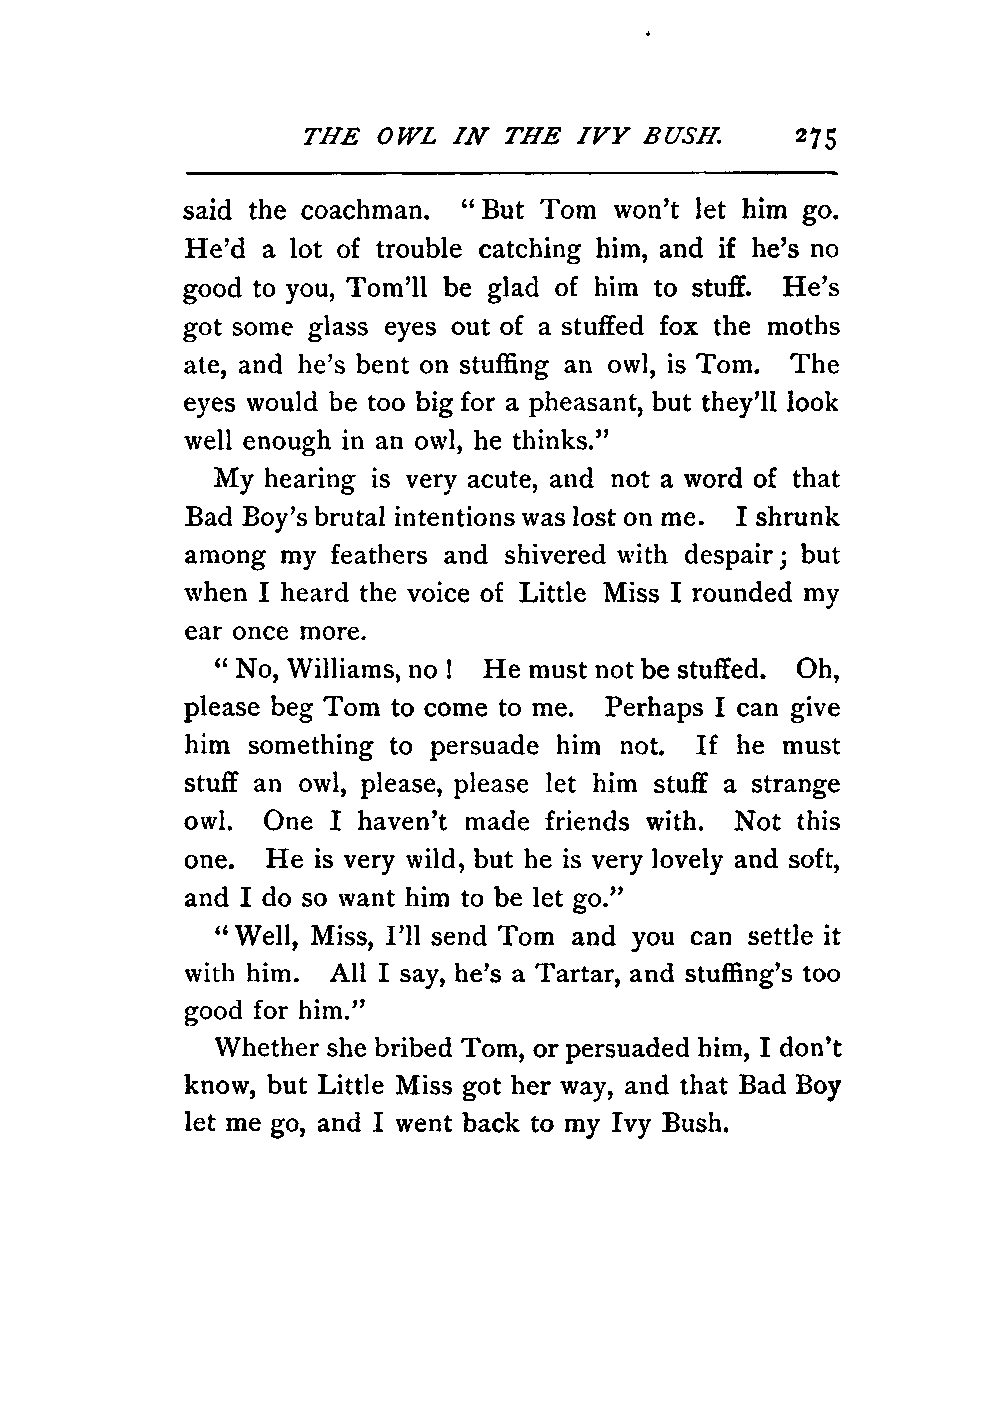 THE OWL IN THE IVY BUSH. 275
said the coachman. “But Tom won’t let him go.
He’d a lot of trouble catching him, and if he’s no
good to you, Tom’ll be glad of him to stuff. He’s
got some glass eyes out of a stuffed fox the moths
ate, and he’s bent on stuffing an owl, is Tom. The
eyes would be too big for a pheasant, but they’ll look
well enough in an owl, he thinks.”
My hearing is very acute, and not a word of that
Bad Boy’s brutal intentions was lost on me. I shrunk
among my feathers and shivered with despair; but
when I heard the voice of Little Miss I rounded my
ear once more.
“No, Williams, no! He must not be stuffed. Oh,
please beg Tom to come to me. Perhaps I can give
him something to persuade him not. If he must
stuff an owl, please, please let him stuff a strange
owl. One I haven’t made friends with. Not this
one. He is very wild, but he is very lovely and soft,
and I do so want him to be let go.”
“Well, Miss, I’ll send Tom and you can settle it
with him. All I say, he’s a Tartar, and stuffing’s too
good for him.”
Whether she bribed Tom, or persuaded him, I don’t
know, but Little Miss got her way, and that Bad Boy
let me go, and I went back to my Ivy Bush.